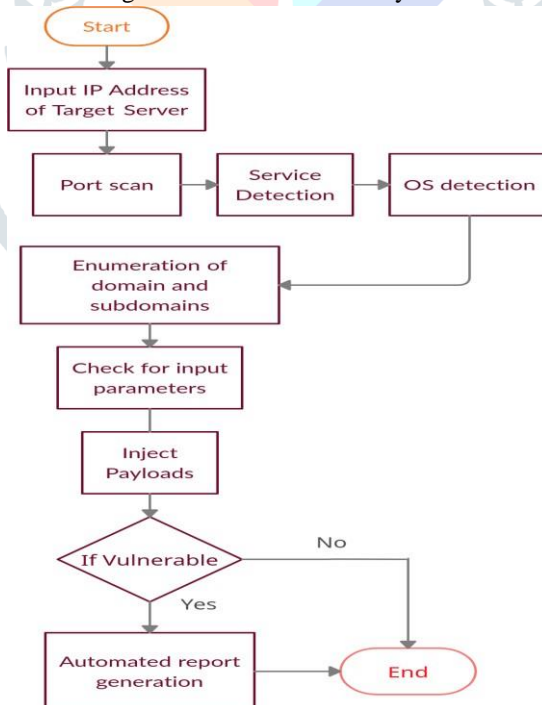 Start
Input IP Address
of Target Server
Port scan
Service
Detection
OS detection
Enumeration of
domain and
subdomains
Check for input
parameters
Inject
Payloads
If Vulnerable
No
Yes
Automated report
generation
End